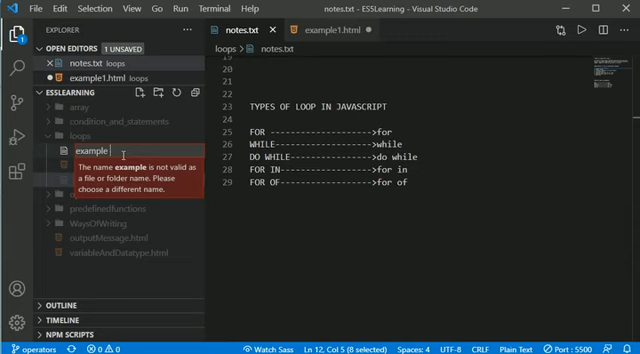 File Edit Selection View Go Run Terminal Help
notes.txt - ES5Learning - Visual Studio Code
EXPLORER
OPEN EDITORS 1 UNSAVED
notes.txt loops
example1.html loops
ES5LEARNING
array
condition_and_statements
loops
example
The name example is not valid as
a file or folder name. Please
choose a different name.
predefinedfunctions
WaysOfWriting
outputMessage.html
variableAndDatatype.html
OUTLINE
TIMELINE
NPM SCRIPTS
notes.txt
example1.html
loops > notes.txt
19
20
21
22
23 TYPES OF LOOP IN JAVASCRIPT
24
25 FOR -------------------->for
26 WHILE-------------------->while
27 DO WHILE----------------->do while
28 FOR IN------------------->for in
29 FOR OF------------------->for of
operators 0 0 Watch Sass Ln 12, Col 5 (8 selected) Spaces: 4 UTF-8 CRLF Plain Text Port : 5500